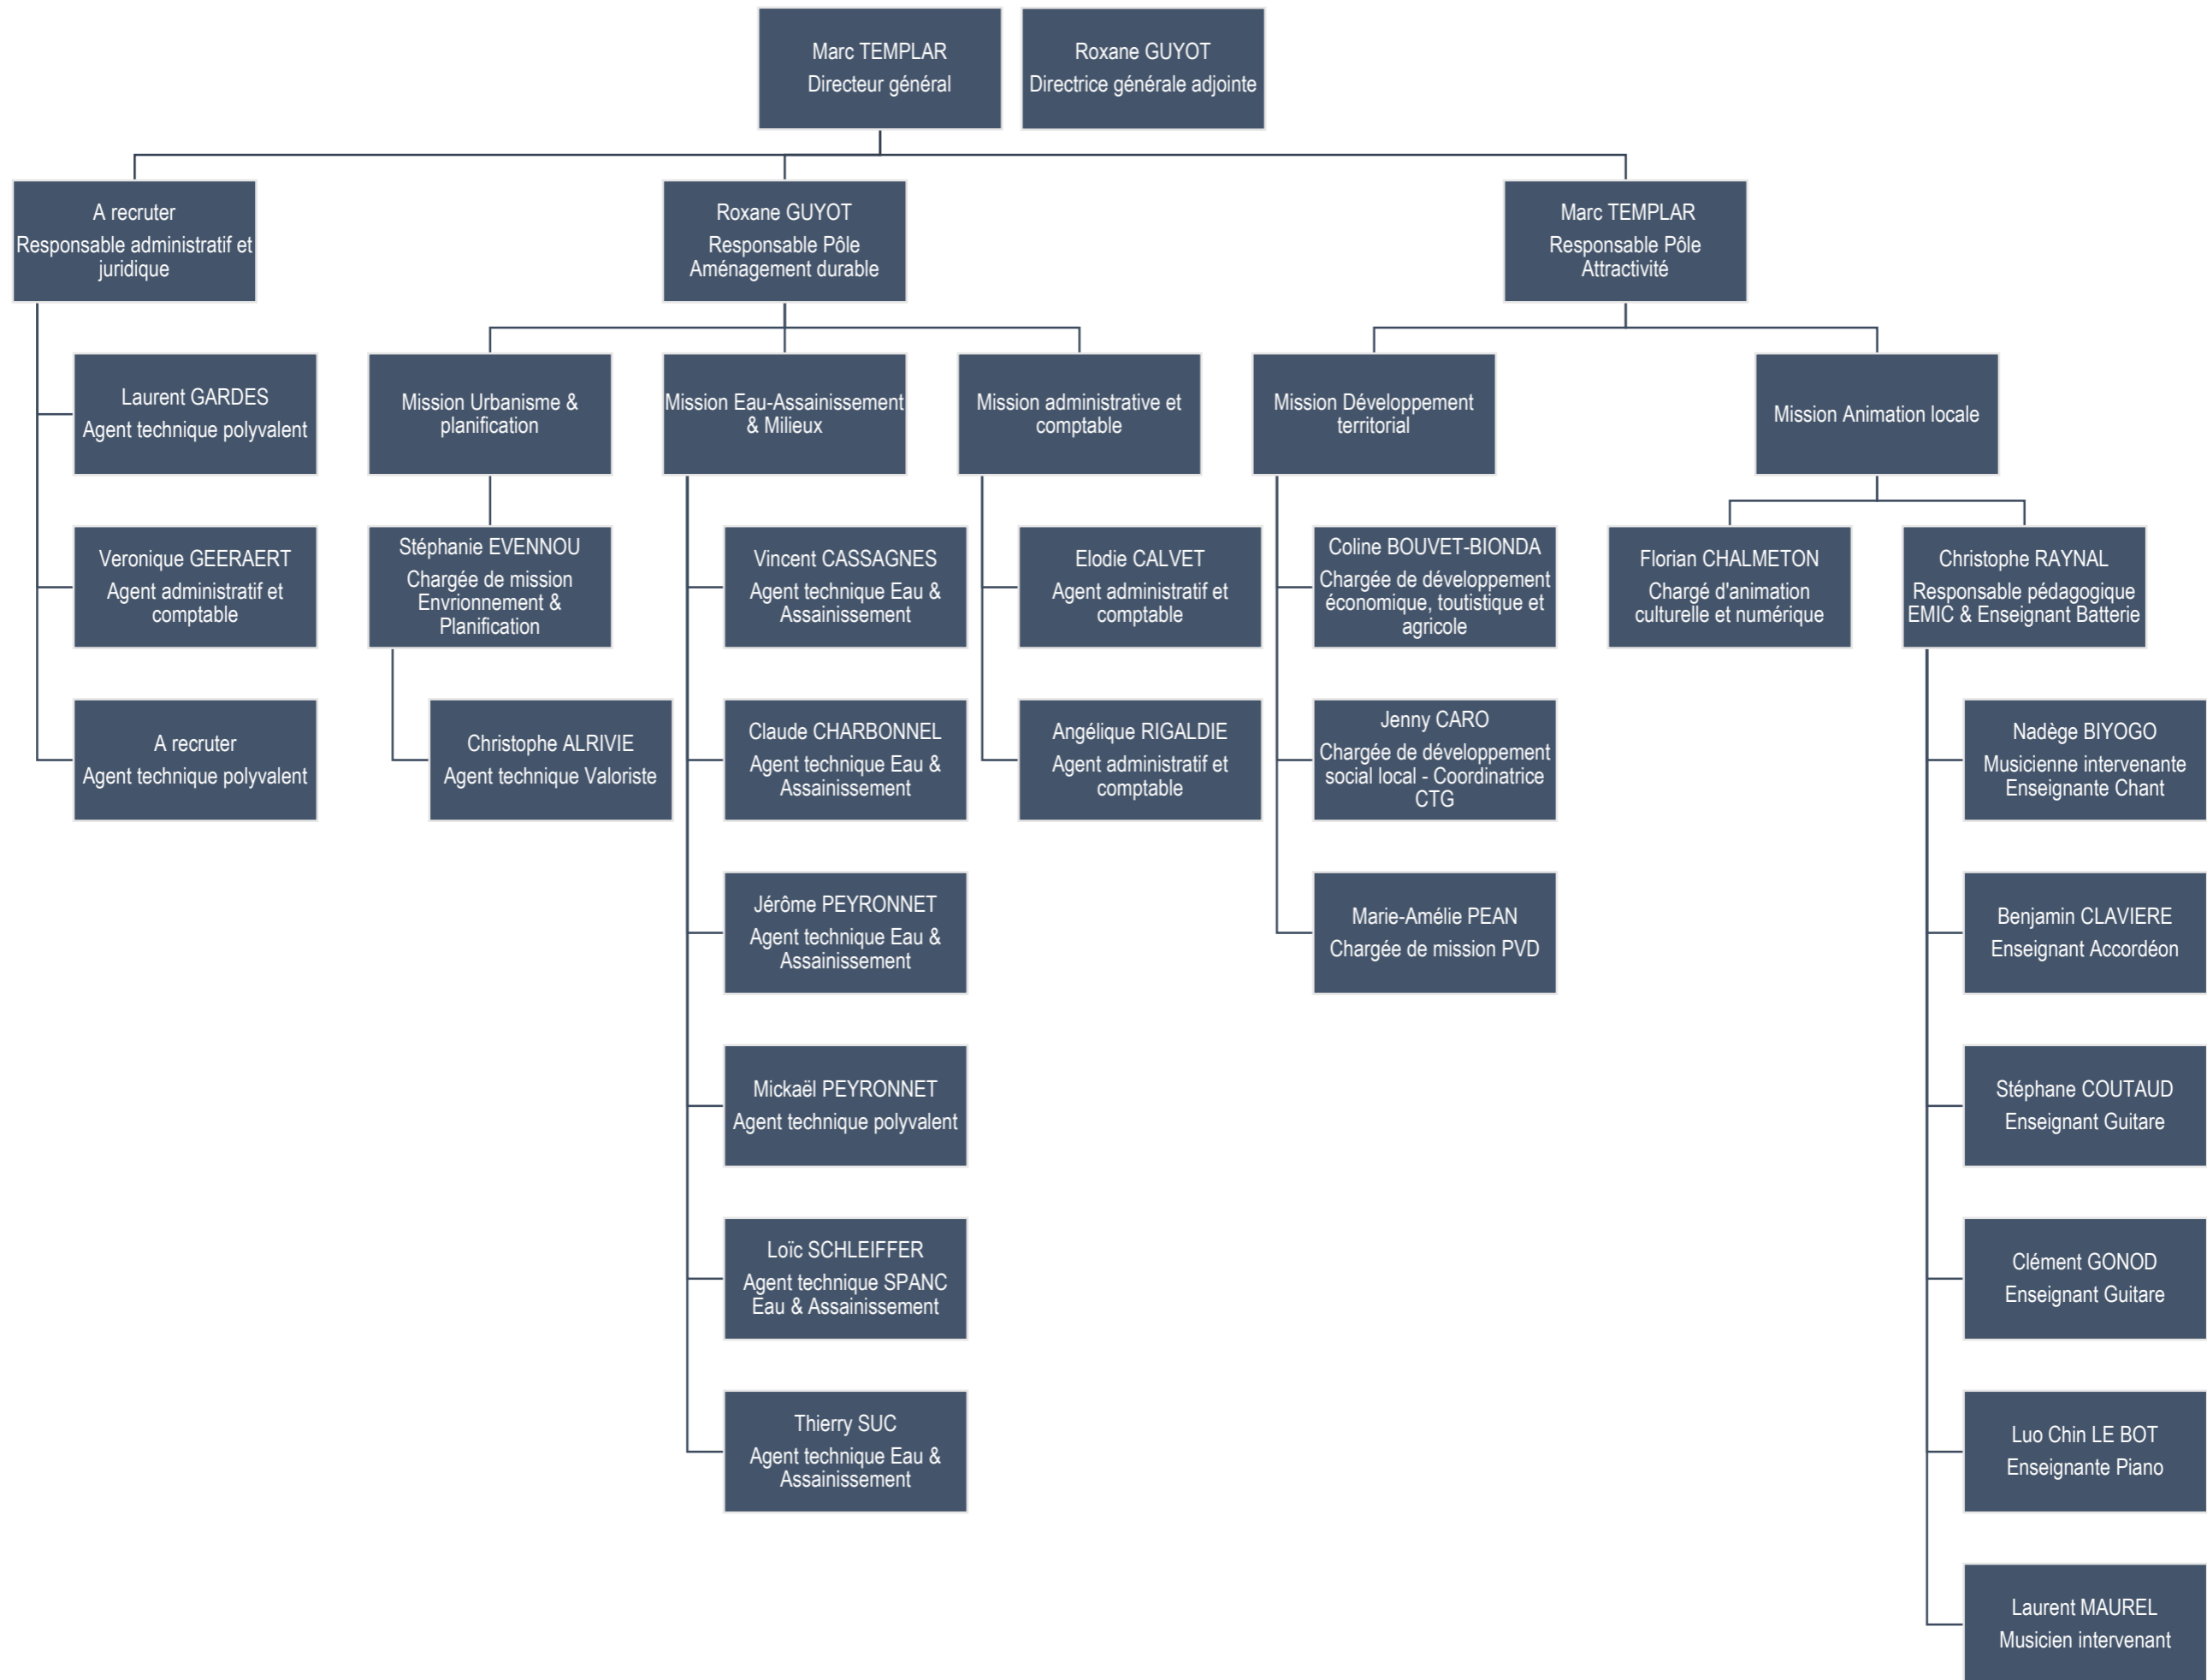 Marc TEMPLAR
Directeur général
Roxane GUYOT
Directrice générale adjointe
A recruter
Responsable administratif et
juridique
Roxane GUYOT
Responsable Pôle
Aménagement durable
Marc TEMPLAR
Responsable Pôle
Attractivité
Laurent GARDES
Agent technique polyvalent
Veronique GEERAERT
Agent administratif et
comptable
A recruter
Agent technique polyvalent
Mission Urbanisme &
planification
Stéphanie EVENNOU
Chargée de mission
Envrionnement &
Planification
Christophe ALRIVIE
Agent technique Valoriste
Mission Eau-Assainissement
& Milieux
Vincent CASSAGNES
Agent technique Eau &
Assainissement
Claude CHARBONNEL
Agent technique Eau &
Assainissement
Jérôme PEYRONNET
Agent technique Eau &
Assainissement
Mickaël PEYRONNET
Agent technique polyvalent
Loïc SCHLEIFFER
Agent technique SPANC
Eau & Assainissement
Thierry SUC
Agent technique Eau &
Assainissement
Mission administrative et
comptable
Elodie CALVET
Agent administratif et
comptable
Angélique RIGALDIE
Agent administratif et
comptable
Mission Développement
territorial
Coline BOUVET-BIONDA
Chargée de développement
économique, toutistique et
agricole
Jenny CARO
Chargée de développement
social local - Coordinatrice
CTG
Marie-Amélie PEAN
Chargée de mission PVD
Mission Animation locale
Florian CHALMETON
Chargé d'animation
culturelle et numérique
Christophe RAYNAL
Responsable pédagogique
EMIC & Enseignant Batterie
Nadège BIYOGO
Musicienne intervenante
Enseignante Chant
Benjamin CLAVIERE
Enseignant Accordéon
Stéphane COUTAUD
Enseignant Guitare
Clément GONOD
Enseignant Guitare
Luo Chin LE BOT
Enseignante Piano
Laurent MAUREL
Musicien intervenant